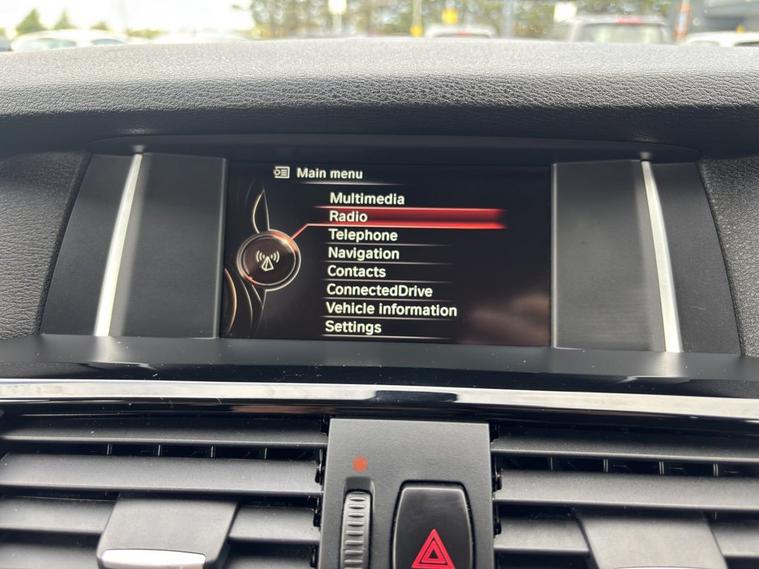 Main menu
Multimedia
Radio
Telephone
Navigation
Contacts
ConnectedDrive
Vehicle information
Settings